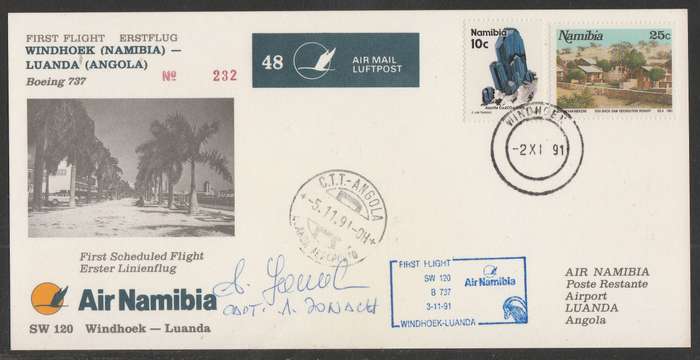 FIRST FLIGHT ERSTFLUG
WINDHOEK (NAMIBIA) —
LUANDA (ANGOLA)
Boeing 737
No 232
48
AIR MAIL
LUFTPOST
Namibia
10c
Namibia
25c
WINDHOEK
-2 XI 91
C.T.T.-ANGOLA
-5.11.91-0H
First Scheduled Flight
Erster Linienflug
Air Namibia
SW 120 Windhoek — Luanda
CAPT. A. JONACH
FIRST FLIGHT
SW 120
B 737
3-11-91
WINDHOEK-LUANDA
Air Namibia
AIR NAMIBIA
Poste Restante
Airport
LUANDA
Angola